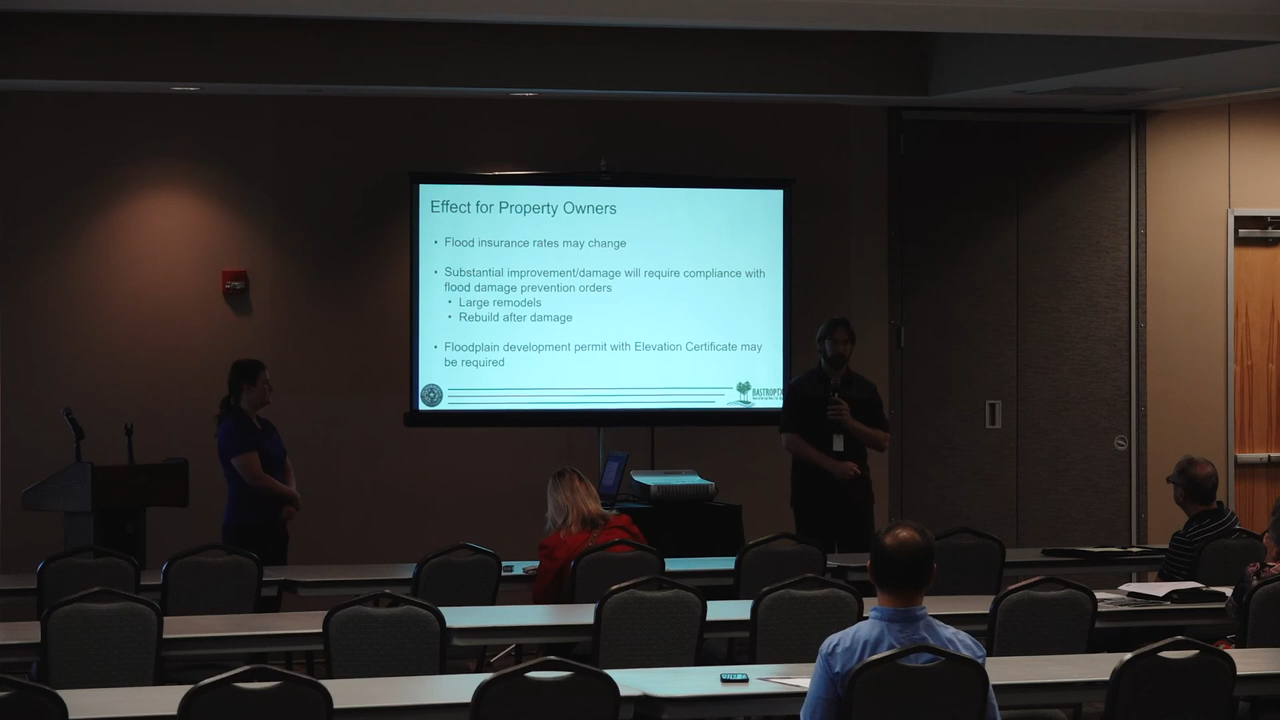 Effect for Property Owners
• Flood insurance rates may change
• Substantial improvement/damage will require compliance with
flood damage prevention orders
• Large remodels
• Rebuild after damage
• Floodplain development permit with Elevation Certificate may
be required
BASTROPTX